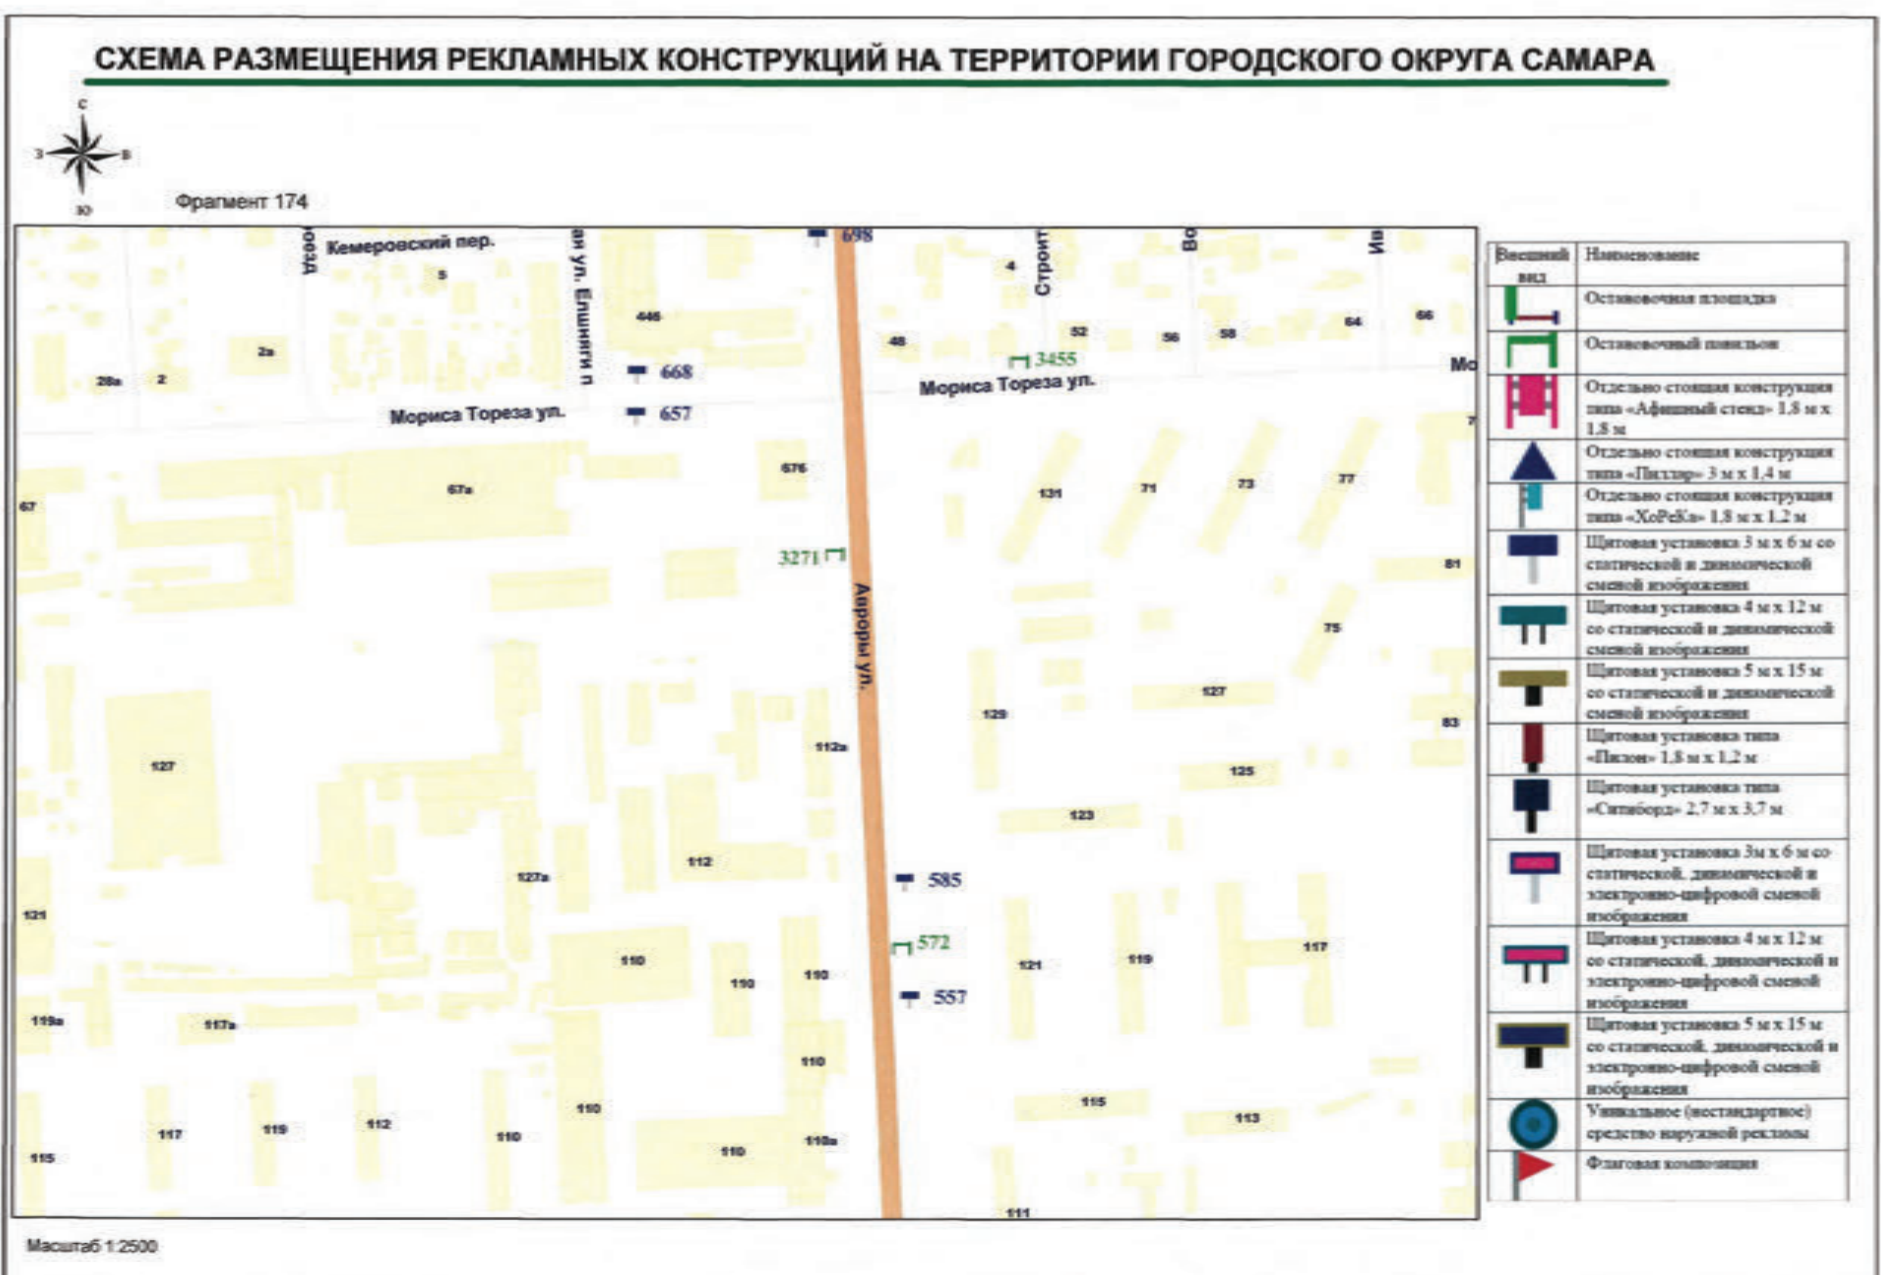 СХЕМА РАЗМЕЩЕНИЯ РЕКЛАМНЫХ КОНСТРУКЦИЙ НА ТЕРРИТОРИИ ГОРОДСКОГО ОКРУГА САМАРА
С
З
В
Ю
Фрагмент 174
оезд
Кемеровский пер.
5
ая ул. Елшняги п
446
698
4
Строит
Во
Ив
2а
28а
2
668
48
52
56
58
64
66
3455
Мо
Мориса Тореза ул.
Мориса Тореза ул.
657
7
67
67а
676
131
71
73
77
3271
81
Авроры ул.
75
127
129
83
127
112а
125
123
112
127а
585
121
572
110
110
110
121
119
117
557
119а
117а
110
110
115
113
117
119
112
110
110
110а
115
111
Внешний вид
Наименование
Остановочная площадка
Остановочный павильон
Отдельно стоящая конструкция
типа «Афишный стенд» 1,8 м х
1,8 м
Отдельно стоящая конструкция
типа «Пиллар» 3 м х 1,4 м
Отдельно стоящая конструкция
типа «ХоРеКа» 1,8 м х 1,2 м
Щитовая установка 3 м х 6 м со
статической и динамической
сменой изображения
Щитовая установка 4 м х 12 м
со статической и динамической
сменой изображения
Щитовая установка 5 м х 15 м
со статической и динамической
сменой изображения
Щитовая установка типа
«Пилон» 1,8 м х 1,2 м
Щитовая установка типа
«Ситиборд» 2,7 м х 3,7 м
Щитовая установка 3м х 6 м со
статической, динамической и
электронно-цифровой сменой
изображения
Щитовая установка 4 м х 12 м
со статической, динамической и
электронно-цифровой сменой
изображения
Щитовая установка 5 м х 15 м
со статической, динамической и
электронно-цифровой сменой
изображения
Уникальное (нестандартное)
средство наружной рекламы
Флаговая композиция
Масштаб 1:2500